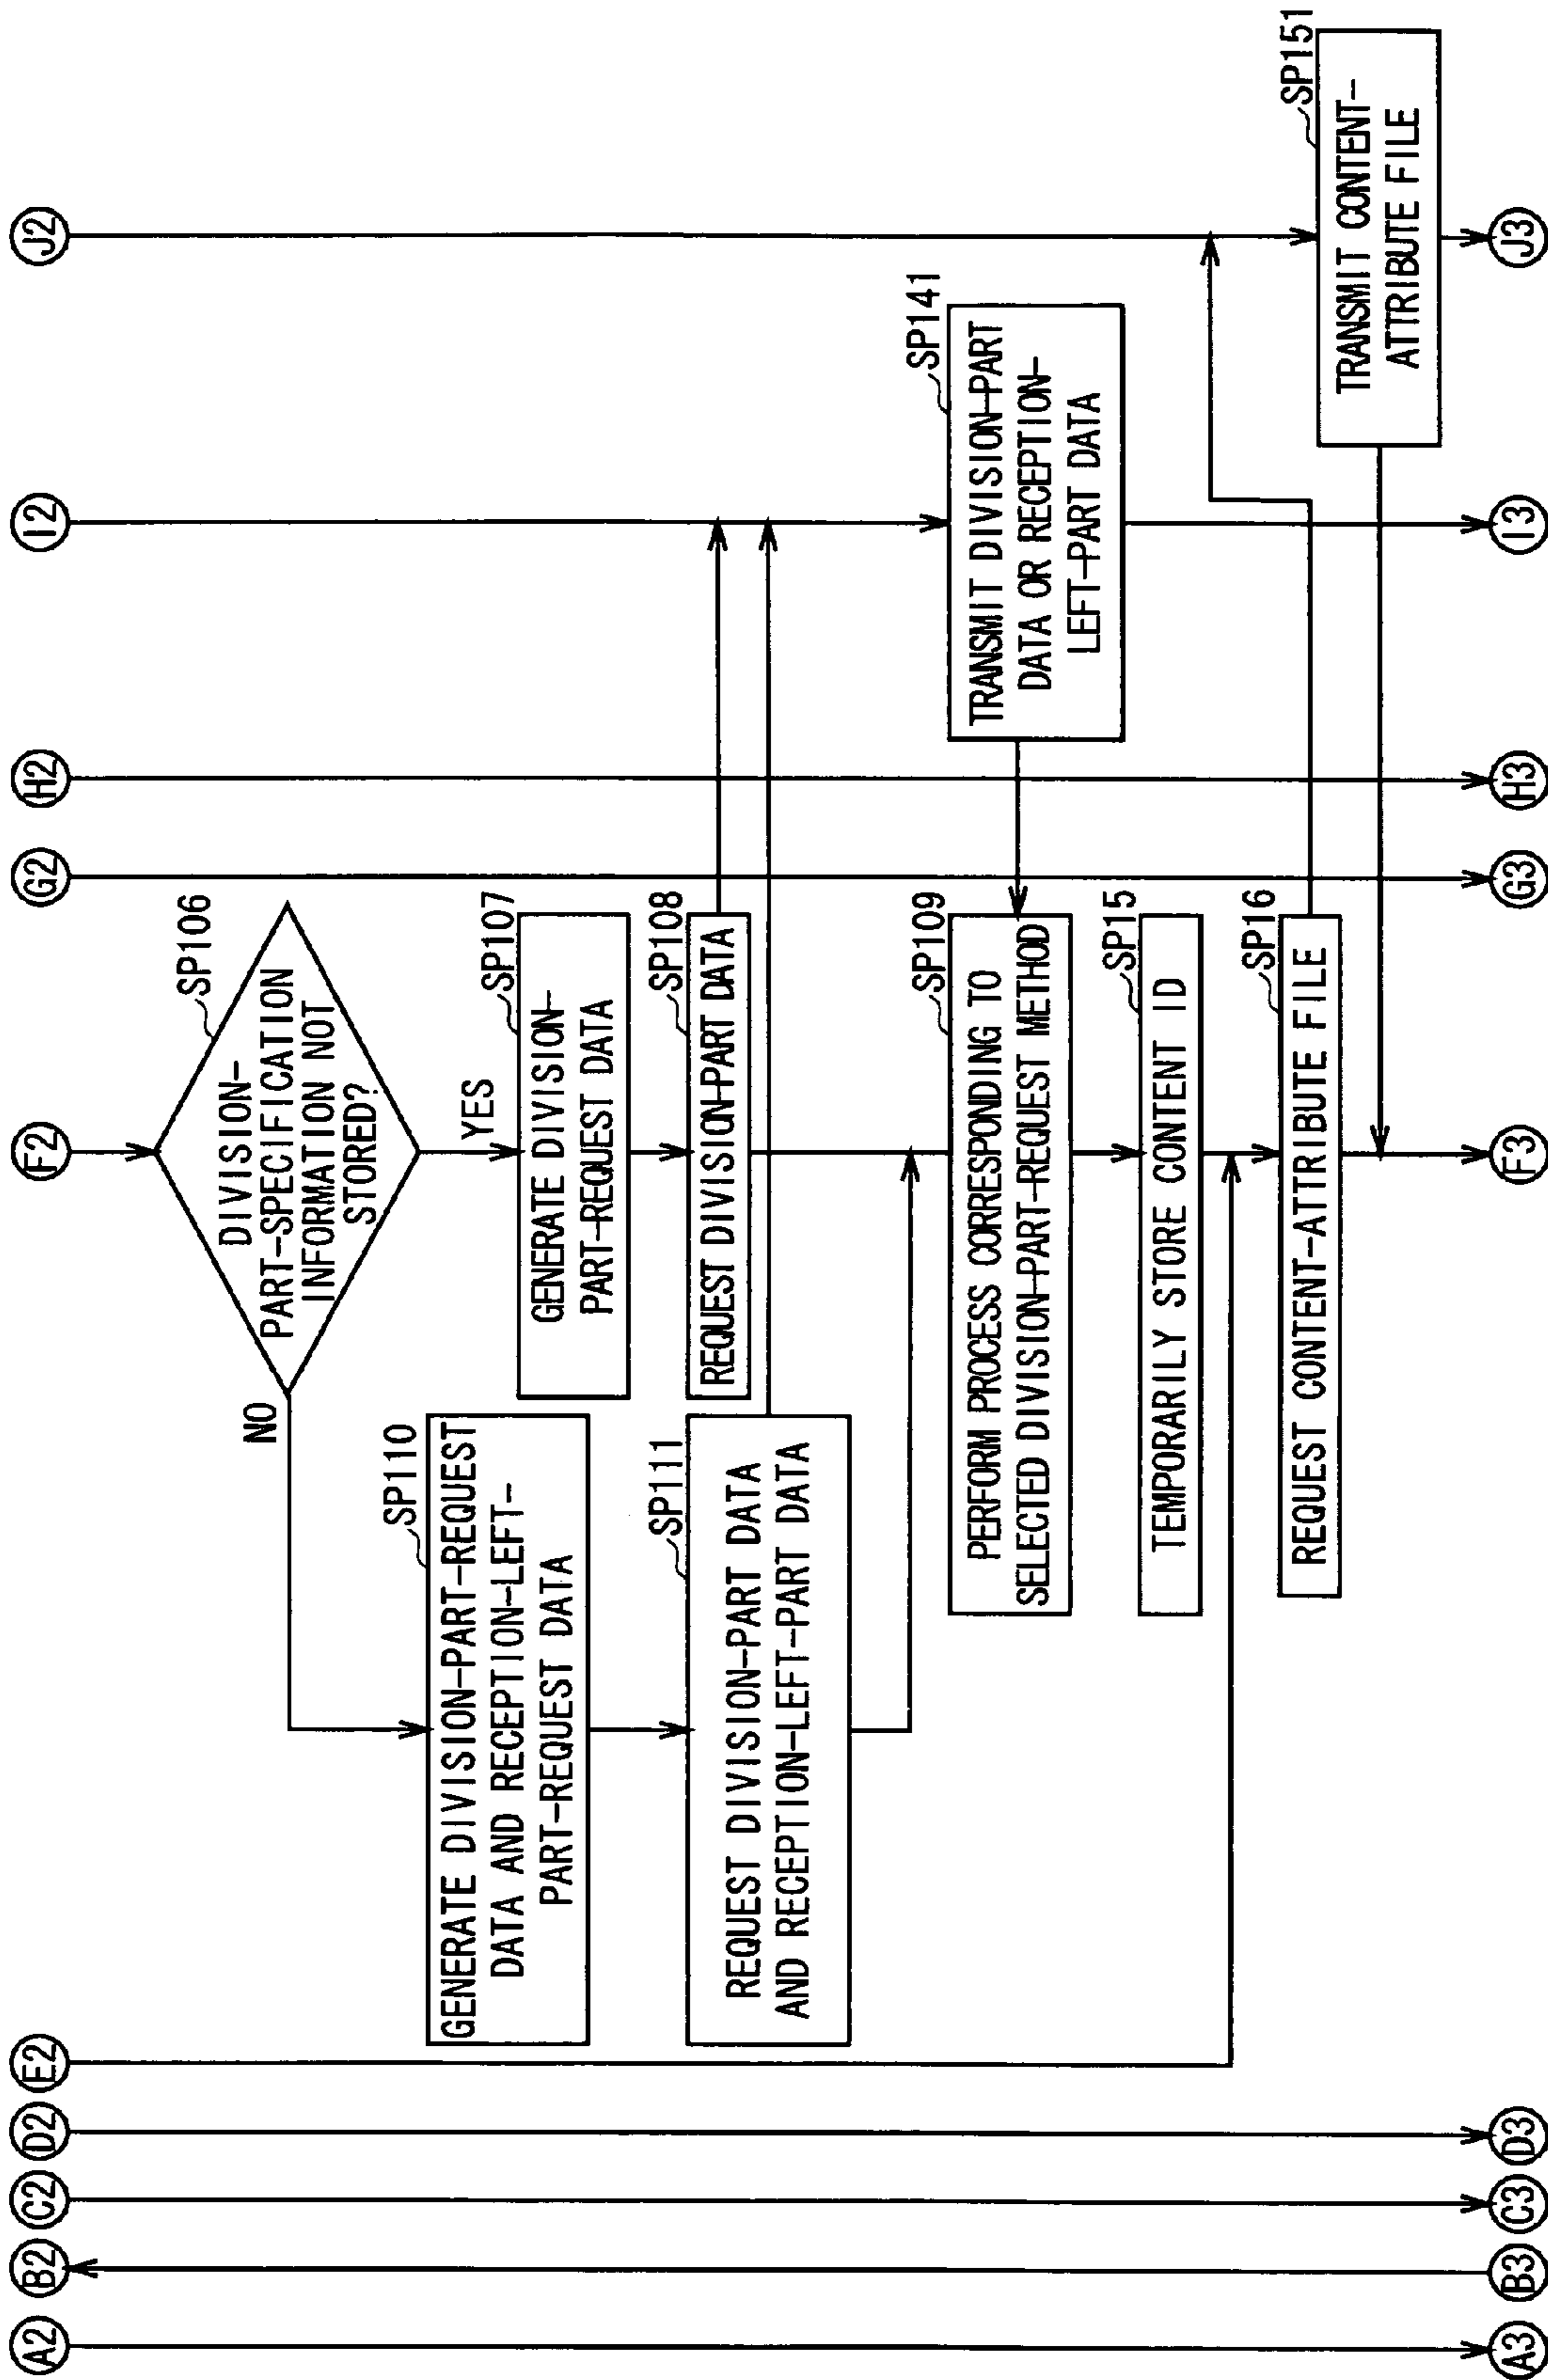 A2
B2
C2
D2
E2
F2
G2
H2
I2
J2
SP106
DIVISION-
PART-SPECIFICATION
INFORMATION NOT
STORED?
NO
YES
SP110
GENERATE DIVISION-PART-REQUEST
DATA AND RECEPTION-LEFT-
PART-REQUEST DATA
SP107
GENERATE DIVISION-
PART-REQUEST DATA
SP111
REQUEST DIVISION-PART DATA
AND RECEPTION-LEFT-PART DATA
SP108
REQUEST DIVISION-PART DATA
SP141
TRANSMIT DIVISION-PART
DATA OR RECEPTION-
LEFT-PART DATA
SP109
PERFORM PROCESS CORRESPONDING TO
SELECTED DIVISION-PART-REQUEST METHOD
SP15
TEMPORARILY STORE CONTENT ID
SP16
REQUEST CONTENT-ATTRIBUTE FILE
SP151
TRANSMIT CONTENT-
ATTRIBUTE FILE
A3
B3
C3
D3
F3
G3
H3
I3
J3